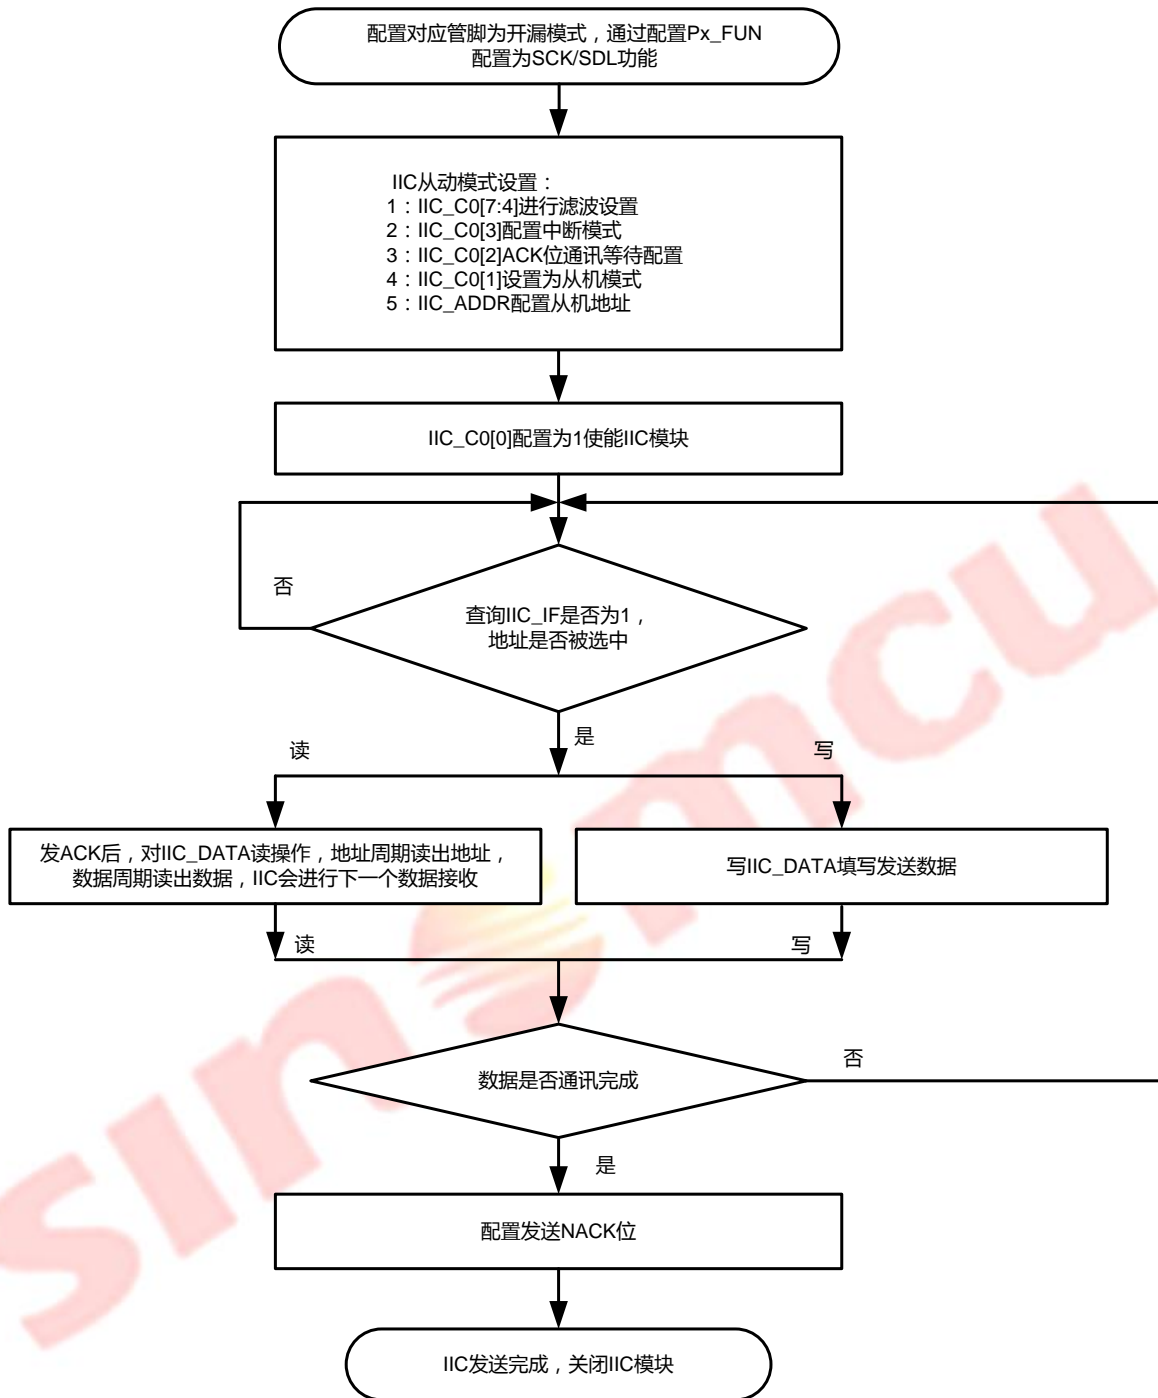 配置对应管脚为开漏模式，通过配置Px_FUN
配置为SCK/SDL功能
IIC从动模式设置：
1：IIC_C0[7:4]进行滤波设置
2：IIC_C0[3]配置中断模式
3：IIC_C0[2]ACK位通讯等待配置
4：IIC_C0[1]设置为从机模式
5：IIC_ADDR配置从机地址
IIC_C0[0]配置为1使能IIC模块
否
查询IIC_IF是否为1，
地址是否被选中
是
读
写
发ACK后，对IIC_DATA读操作，地址周期读出地址，
数据周期读出数据，IIC会进行下一个数据接收
写IIC_DATA填写发送数据
读
写
数据是否通讯完成
否
是
配置发送NACK位
IIC发送完成，关闭IIC模块
sinomcu